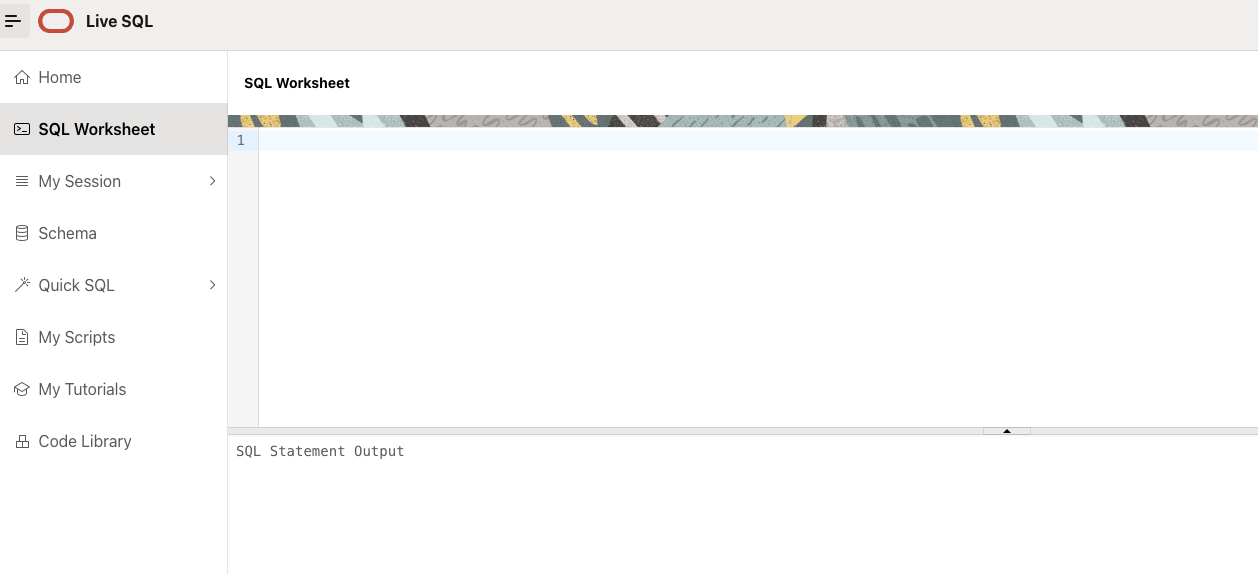 Live SQL
Home
SQL Worksheet
My Session
Schema
Quick SQL
My Scripts
My Tutorials
Code Library
SQL Worksheet
1
SQL Statement Output